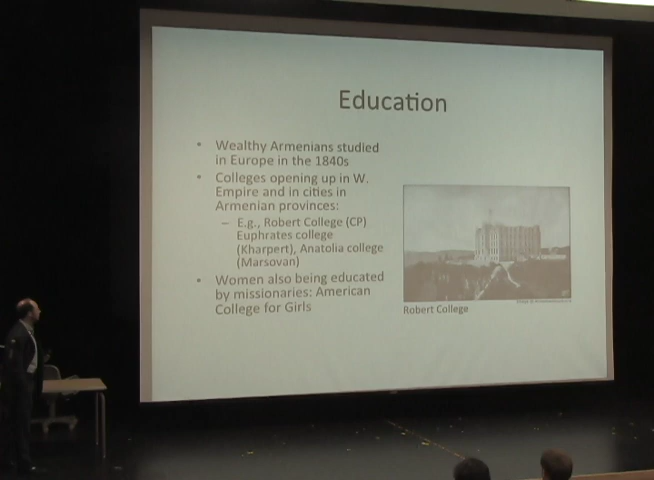 Education
• Wealthy Armenians studied
in Europe in the 1840s
• Colleges opening up in W.
Empire and in cities in
Armenian provinces:
– E.g., Robert College (CP)
Euphrates college
(Kharpert), Anatolia college
(Marsovan)
• Women also being educated
by missionaries: American
College for Girls
Robert College